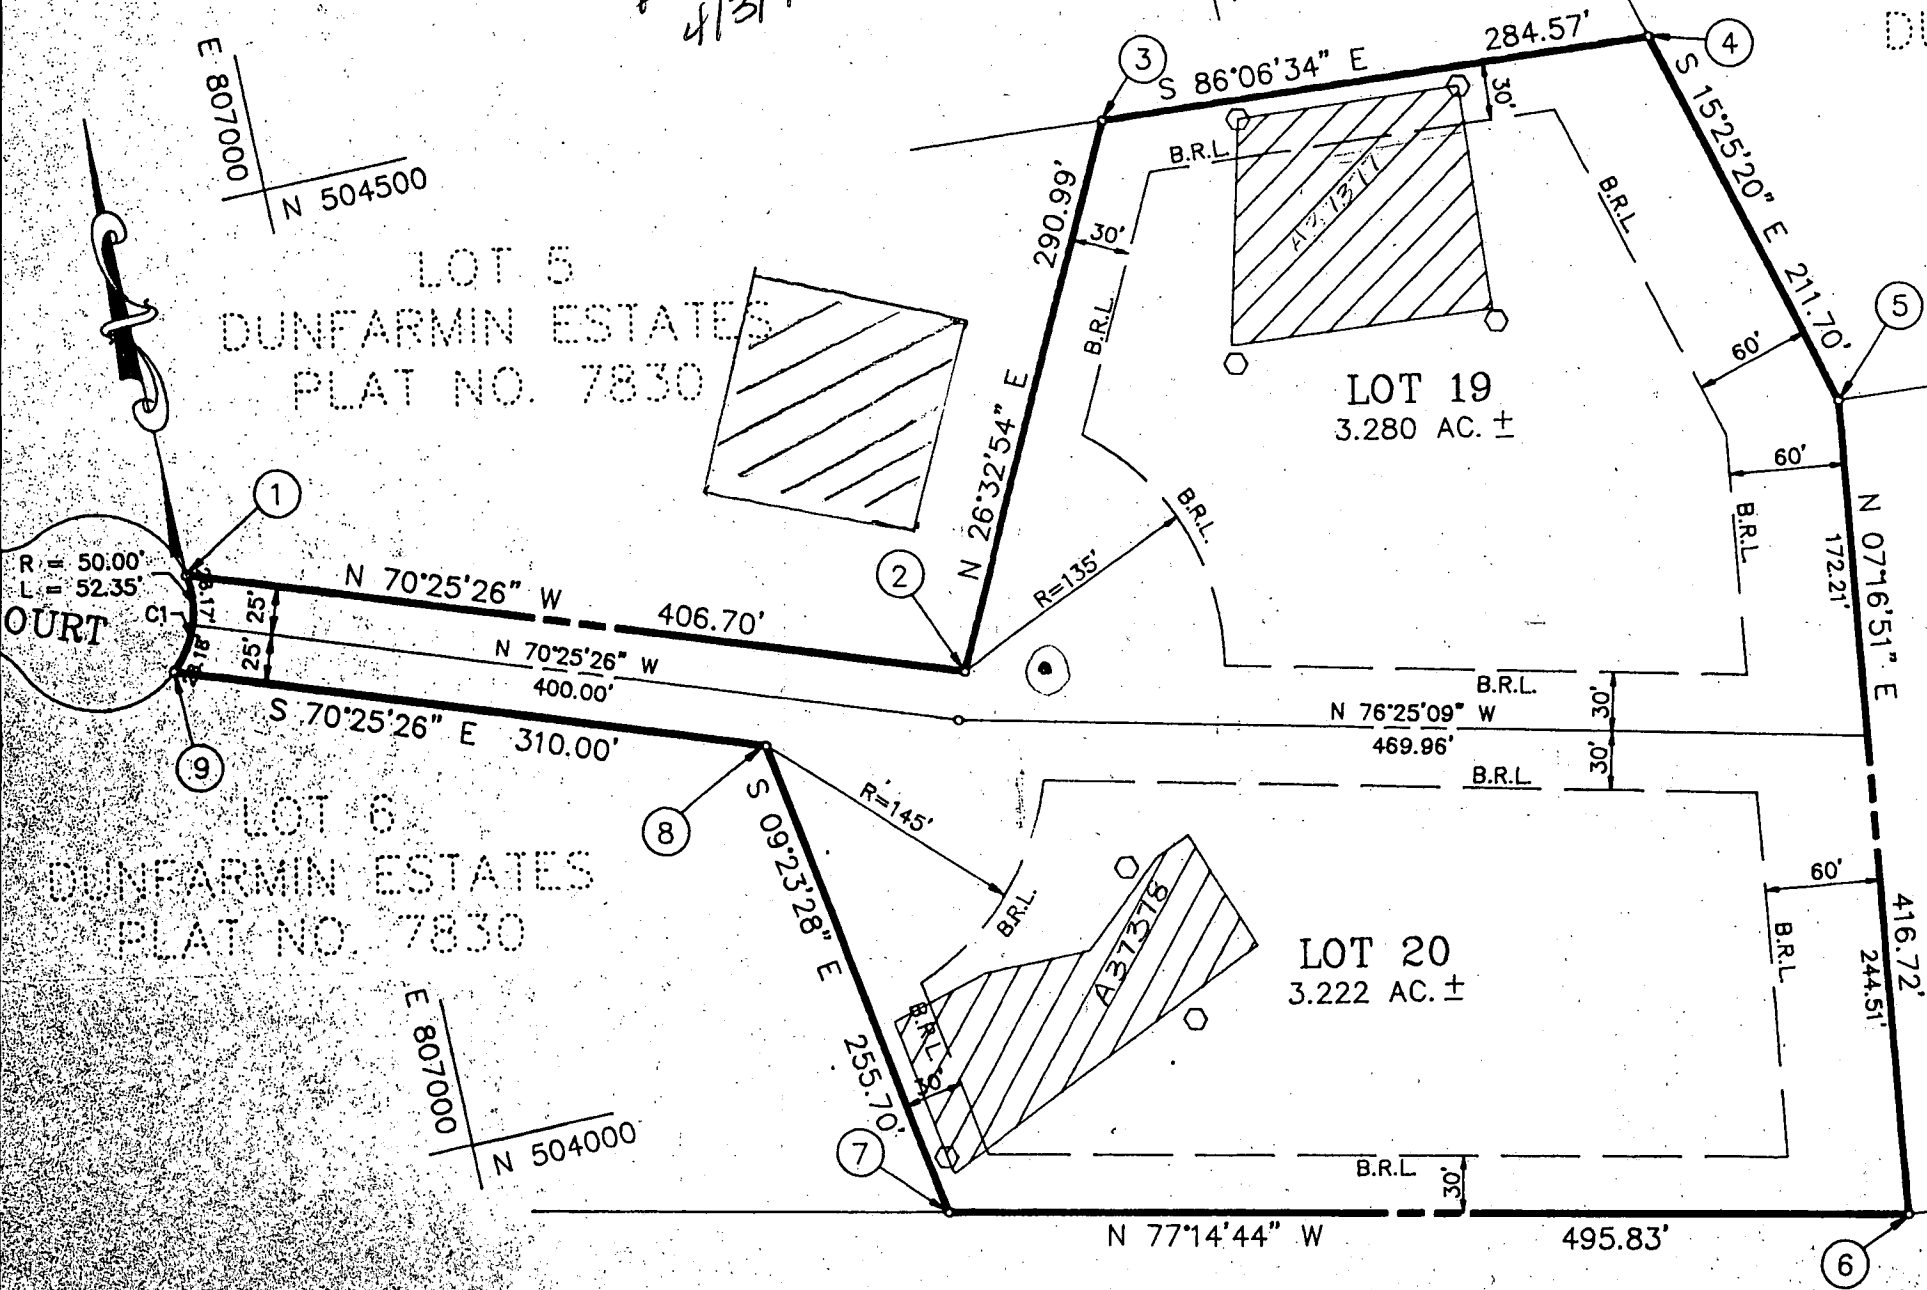 4/3/
284.57'
4
3
S 86°06'34" E
30'
E 807000
N 504500
B.R.L.
S 15°25'20" E
211.70'
B.R.L.
290.99'
30'
LOT 5
DUNFARMIN ESTATES
PLAT NO. 7830
B.R.L.
60'
5
LOT 19
3.280 AC. ±
N 26°32'54" E
60'
1
B.R.L.
B.R.L.
N 07°16'51" E
172.21'
R = 50.00'
L = 52.35'
C1
OURT
25'
25'
N 70°25'26" W
406.70'
2
R=135'
N 70°25'26" W
400.00'
B.R.L.
30'
N 76°25'09" W
469.96'
30'
S 70°25'26" E 310.00'
9
B.R.L.
LOT 6
DUNFARMIN ESTATES
PLAT NO. 7830
8
R=145'
S 09°23'28" E
255.70'
B.R.L.
A37378
60'
416.72'
244.51'
LOT 20
3.222 AC. ±
B.R.L.
B.R.L.
30'
E 807000
N 504000
7
B.R.L.
30'
N 77°14'44" W
495.83'
6